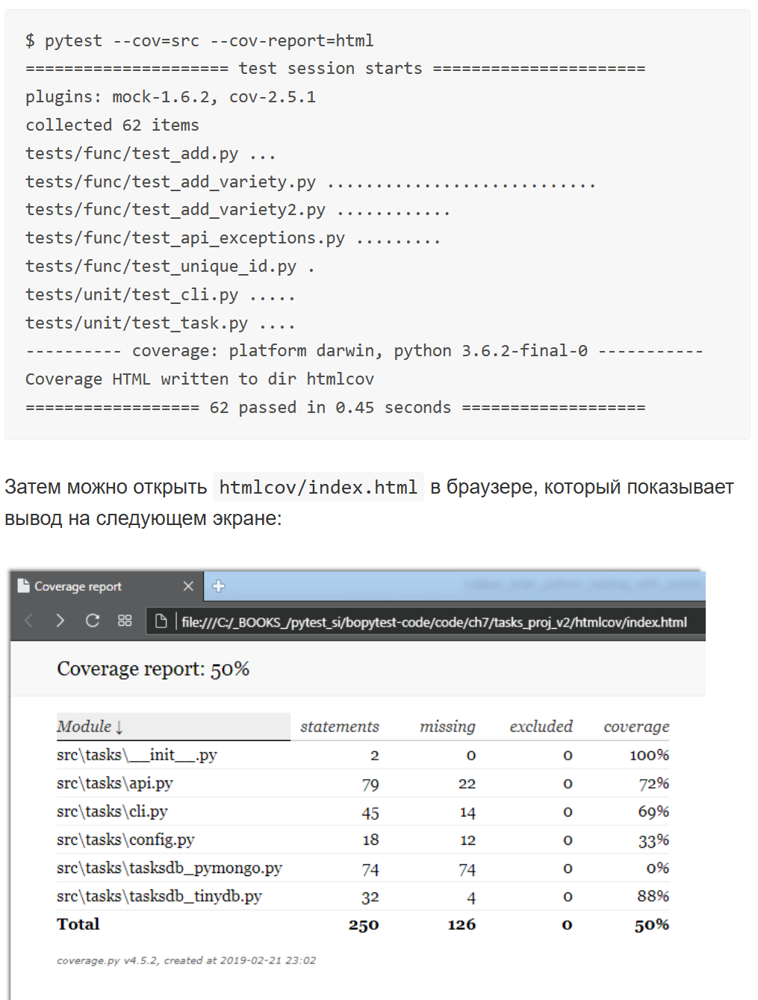 $ pytest --cov=src --cov-report=html
===================== test session starts ======================
plugins: mock-1.6.2, cov-2.5.1
collected 62 items
tests/func/test_add.py ...
tests/func/test_add_variety.py ............................
tests/func/test_add_variety2.py ............
tests/func/test_api_exceptions.py .........
tests/func/test_unique_id.py .
tests/unit/test_cli.py .....
tests/unit/test_task.py ....
---------- coverage: platform darwin, python 3.6.2-final-0 -----------
Coverage HTML written to dir htmlcov
================== 62 passed in 0.45 seconds ===================
Затем можно открыть htmlcov/index.html в браузере, который показывает
вывод на следующем экране:
Coverage report
file:///C:/_BOOKS_/pytest_si/bopytest-code/code/ch7/tasks_proj_v2/htmlcov/index.html
Coverage report: 50%
Module ↓ statements missing excluded coverage
src\tasks\__init__.py 2 0 0 100%
src\tasks\api.py 79 22 0 72%
src\tasks\cli.py 45 14 0 69%
src\tasks\config.py 18 12 0 33%
src\tasks\tasksdb_pymongo.py 74 74 0 0%
src\tasks\tasksdb_tinydb.py 32 4 0 88%
Total 250 126 0 50%
coverage.py v4.5.2, created at 2019-02-21 23:02